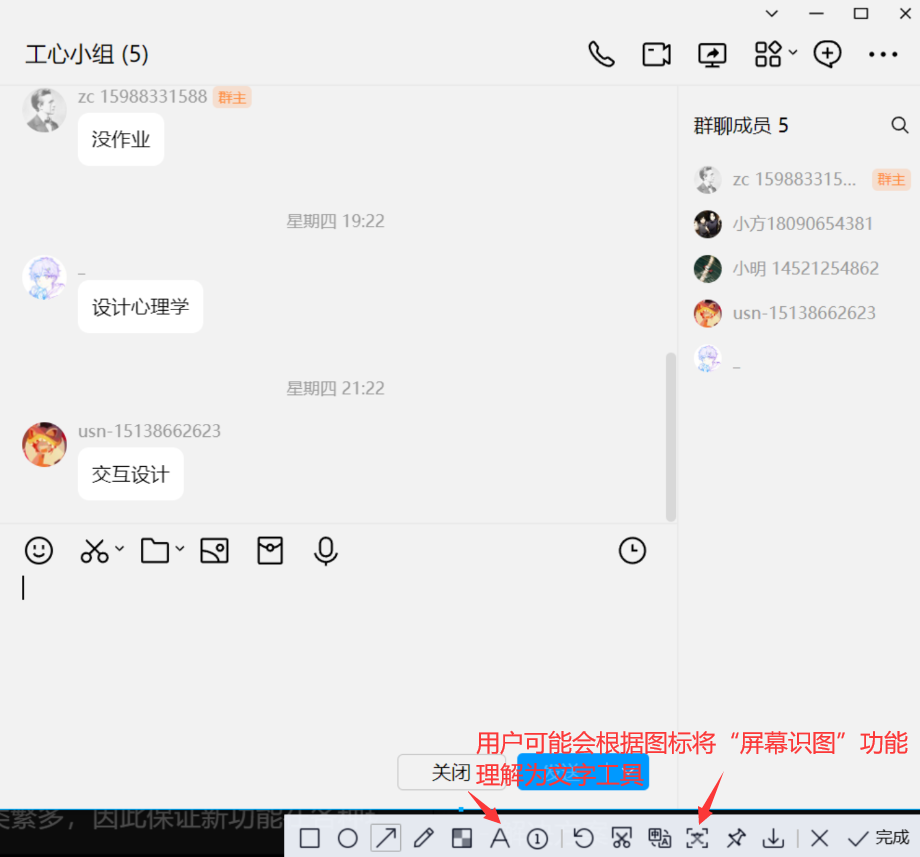 工心小组 (5)
zc 15988331588 群主
没作业
星期四 19:22
_
设计心理学
星期四 21:22
usn-15138662623
交互设计
群聊成员 5
zc 159883315... 群主
小方18090654381
小明 14521254862
usn-15138662623
_
用户可能会根据图标将“屏幕识图”功能
理解为文字工具
关闭
繁多，因此保证新功能
完成